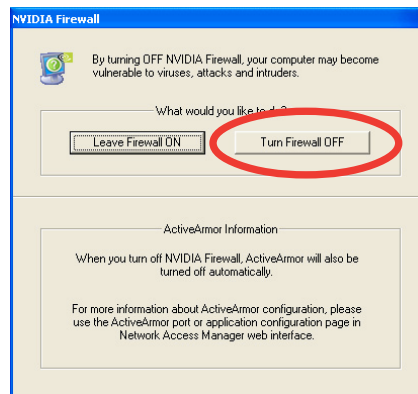 NVIDIA Firewall
By turning OFF NVIDIA Firewall, your computer may become
vulnerable to viruses, attacks and intruders.
What would you like to do?
Leave Firewall ON
Turn Firewall OFF
ActiveArmor Information
When you turn off NVIDIA Firewall, ActiveArmor will also be
turned off automatically.
For more information about ActiveArmor configuration, please
use the ActiveArmor port or application configuration page in
Network Access Manager web interface.